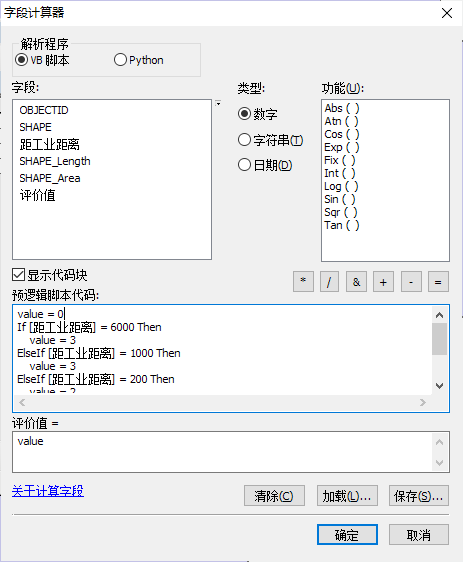 字段计算器
解析程序
VB 脚本
Python
字段:
类型:
功能(U):
OBJECTID
SHAPE
距工业距离
SHAPE_Length
SHAPE_Area
评价值
数字
字符串(T)
日期(D)
Abs ( )
Atn ( )
Cos ( )
Exp ( )
Fix ( )
Int ( )
Log ( )
Sin ( )
Sqr ( )
Tan ( )
显示代码块
* / & + - =
预逻辑脚本代码:
value = 0
If [距工业距离] = 6000 Then
value = 3
ElseIf [距工业距离] = 1000 Then
value = 3
ElseIf [距工业距离] = 200 Then
value = 2
评价值 =
value
关于计算字段
清除(C)
加载(L)...
保存(S)...
确定
取消